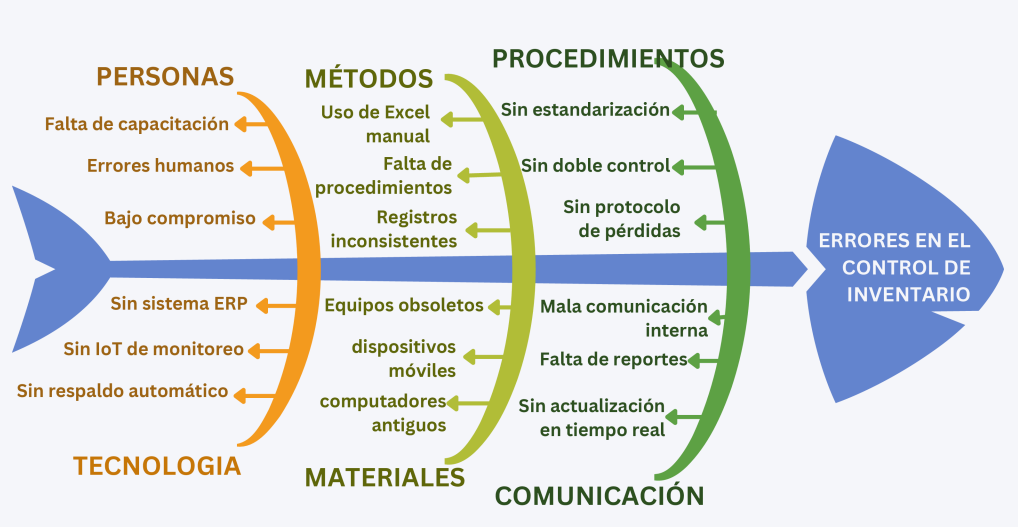 PERSONAS
Falta de capacitación
Errores humanos
Bajo compromiso
Sin sistema ERP
Sin IoT de monitoreo
Sin respaldo automático
TECNOLOGIA
MÉTODOS
Uso de Excel
manual
Falta de
procedimientos
Registros
inconsistentes
Equipos obsoletos
dispositivos
móviles
computadores
antiguos
MATERIALES
PROCEDIMIENTOS
Sin estandarización
Sin doble control
Sin protocolo
de pérdidas
Mala comunicación
interna
Falta de reportes
Sin actualización
en tiempo real
COMUNICACIÓN
ERRORES EN EL
CONTROL DE
INVENTARIO